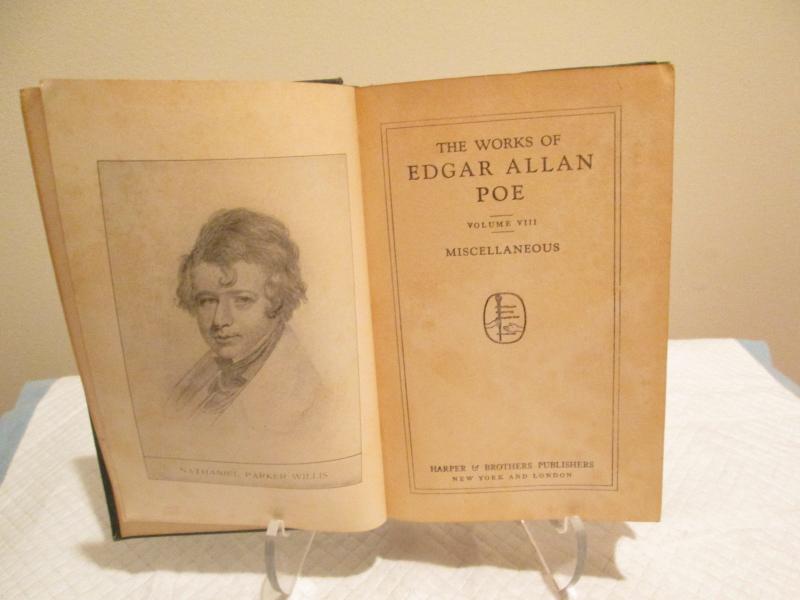 NATHANIEL PARKER WILLIS
THE WORKS OF
EDGAR ALLAN
POE
VOLUME VIII
MISCELLANEOUS
HARPER & BROTHERS PUBLISHERS
NEW YORK AND LONDON